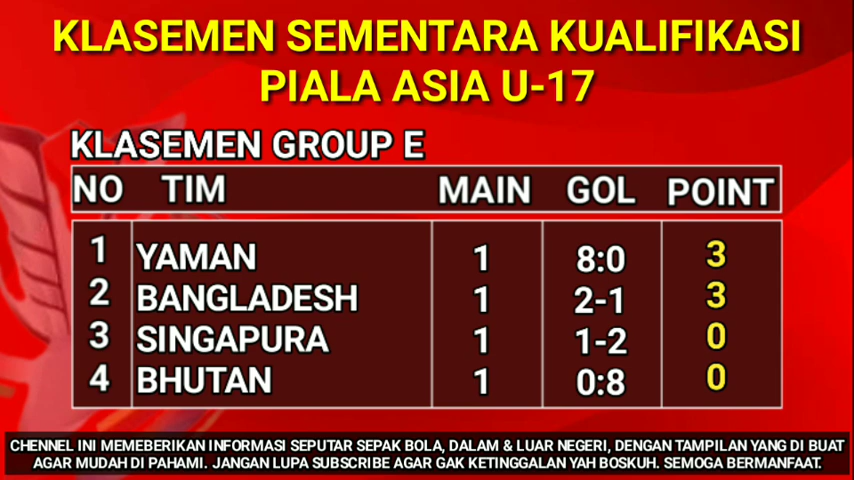 KLASEMEN SEMENTARA KUALIFIKASI
PIALA ASIA U-17
KLASEMEN GROUP E
NO TIM MAIN GOL POINT
1 YAMAN 1 8:0 3
2 BANGLADESH 1 2-1 3
3 SINGAPURA 1 1-2 0
4 BHUTAN 1 0:8 0
CHENNEL INI MEMEBERIKAN INFORMASI SEPUTAR SEPAK BOLA, DALAM & LUAR NEGERI, DENGAN TAMPILAN YANG DI BUAT
AGAR MUDAH DI PAHAMI. JANGAN LUPA SUBSCRIBE AGAR GAK KETINGGALAN YAH BOSKUH. SEMOGA BERMANFAAT.